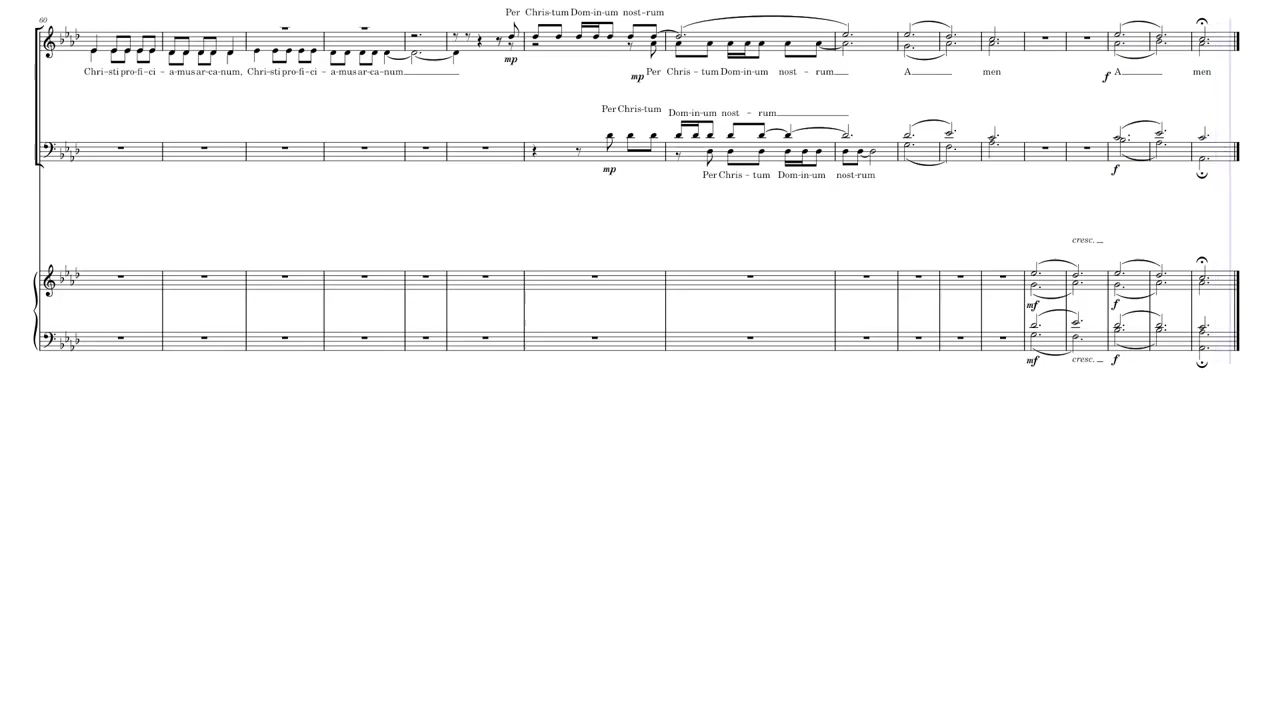 60
Per Chris-tum Dom-in-um nost-rum
mp
Chri-sti pro-fi-ci - a-mus ar-ca-num, Chri-sti pro-fi-ci - a-mus ar-ca-num
mp Per Chris-tum Dom-in-um nost-rum A men f A men
Per Chris-tum Dom-in-um nost-rum
mp f
Per Chris-tum Dom-in-um nost-rum
cresc.
mf f
mf cresc. f